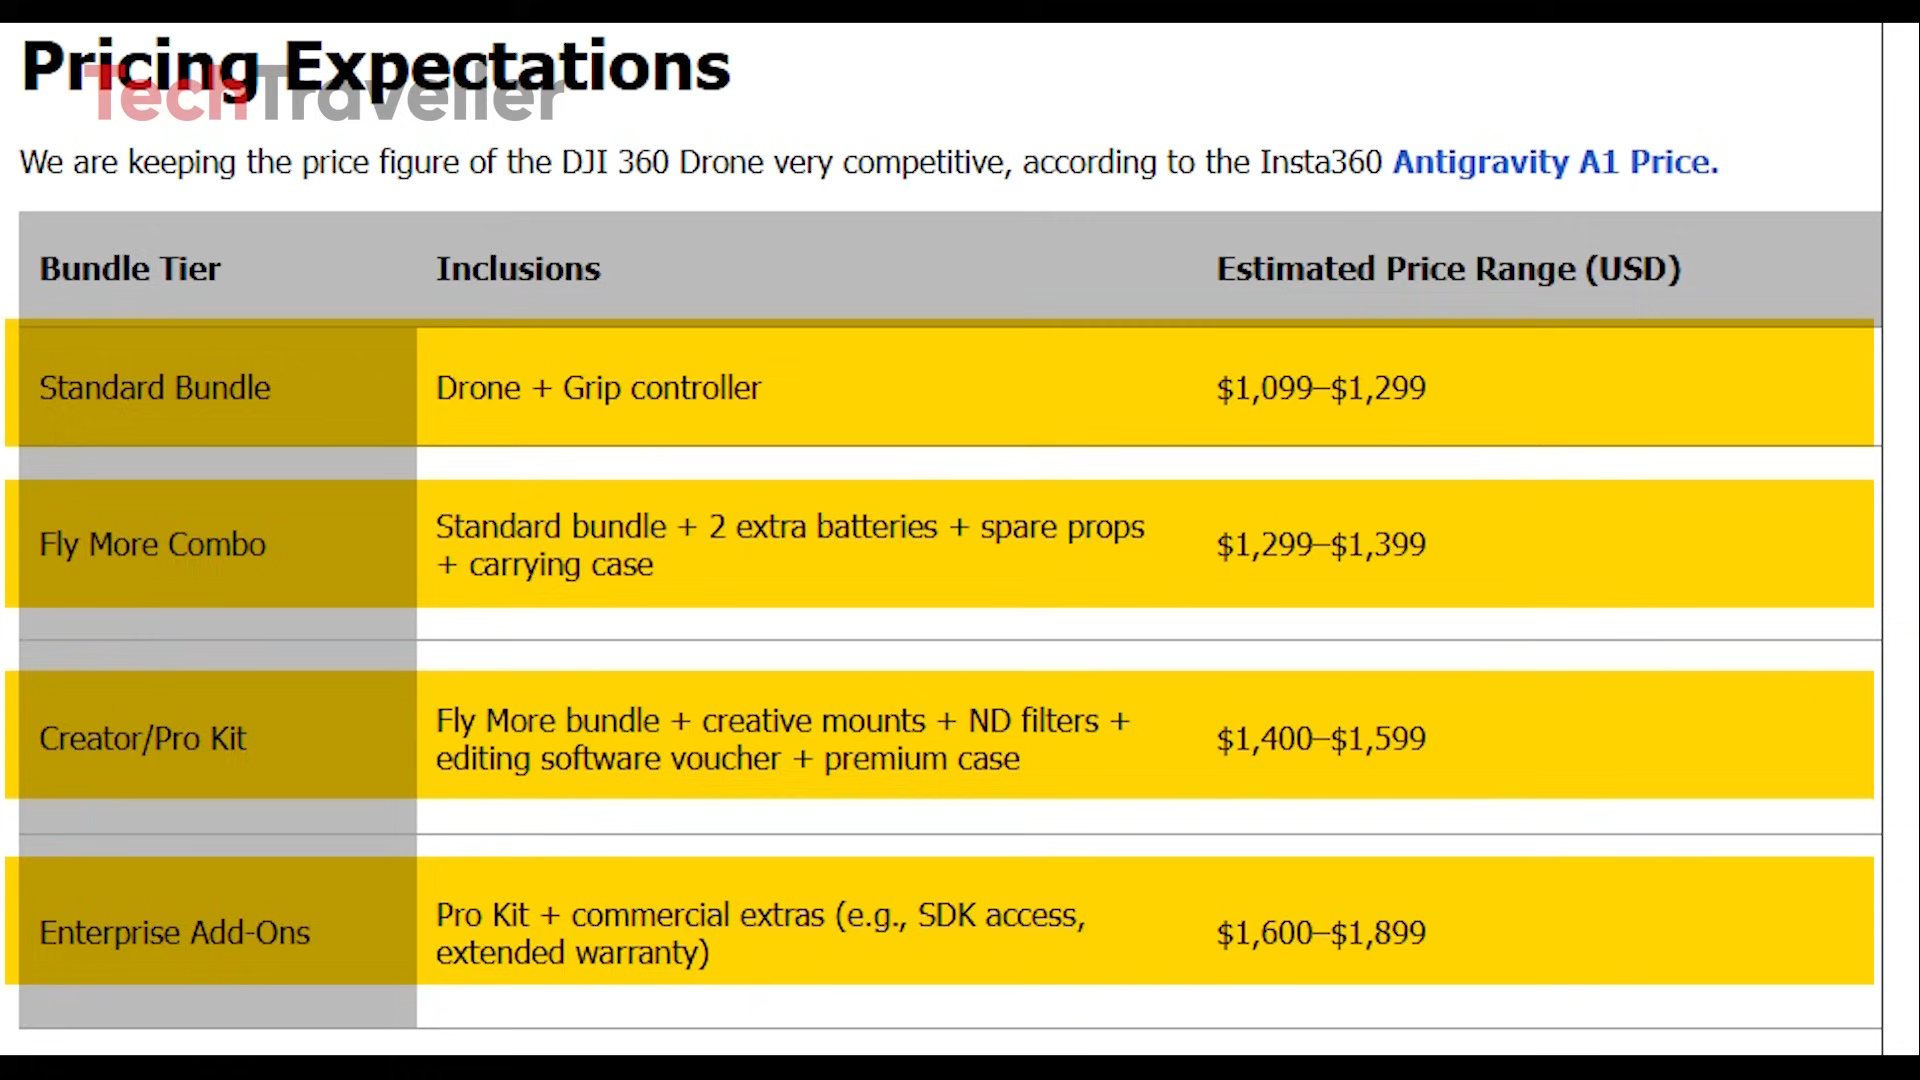 Pricing Expectations
TechTraveller
We are keeping the price figure of the DJI 360 Drone very competitive, according to the Insta360 Antigravity A1 Price.
Bundle Tier Inclusions Estimated Price Range (USD)
Standard Bundle Drone + Grip controller $1,099–$1,299
Fly More Combo Standard bundle + 2 extra batteries + spare props
+ carrying case $1,299–$1,399
Creator/Pro Kit Fly More bundle + creative mounts + ND filters +
editing software voucher + premium case $1,400–$1,599
Enterprise Add-Ons Pro Kit + commercial extras (e.g., SDK access,
extended warranty) $1,600–$1,899